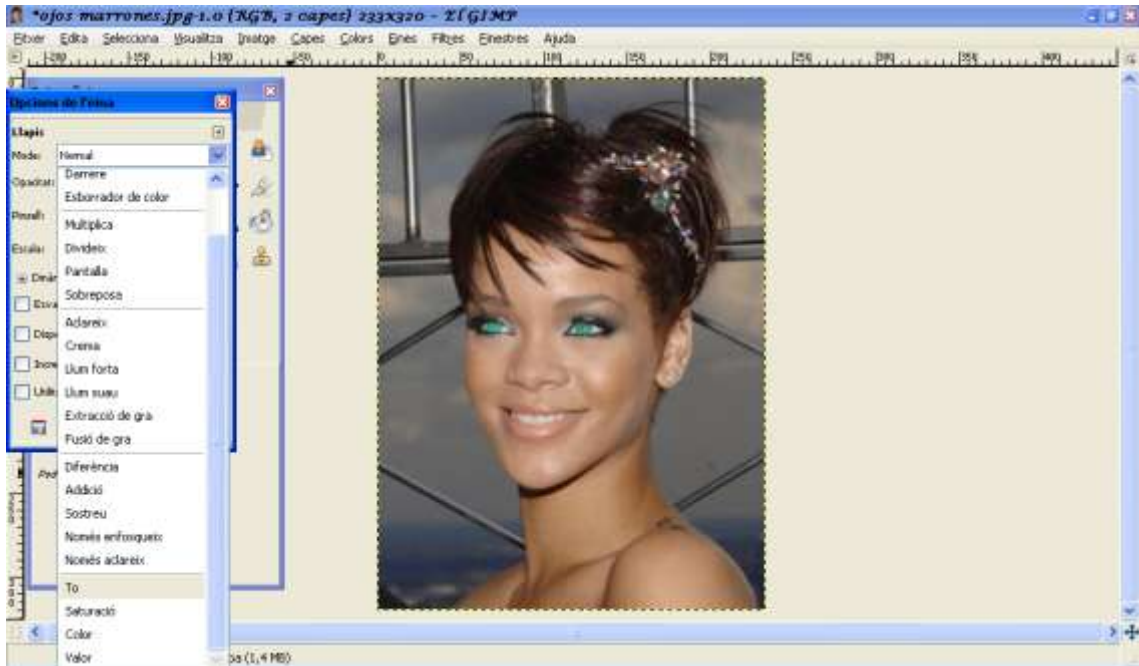 *ojos marrones.jpg-1.0 (RGB, 2 capes) 233x320 - El GIMP
Fitxer Edita Selecciona Visualitza Imatge Capes Colors Eines Filtres Finestres Ajuda
Opcions de l'eina
Llapis
Mode: Normal
Opacitat:
Darrere
Esborrador de color
Pinzell:
Multiplica
Escala:
Divideix
Pantalla
Sobreposa
Aclareix
Crema
Llum forta
Llum suau
Extracció de gra
Fusió de gra
Diferència
Addició
Sostreu
Només enfosqueix
Només aclareix
To
Saturació
Color
Valor
(1,4 MB)